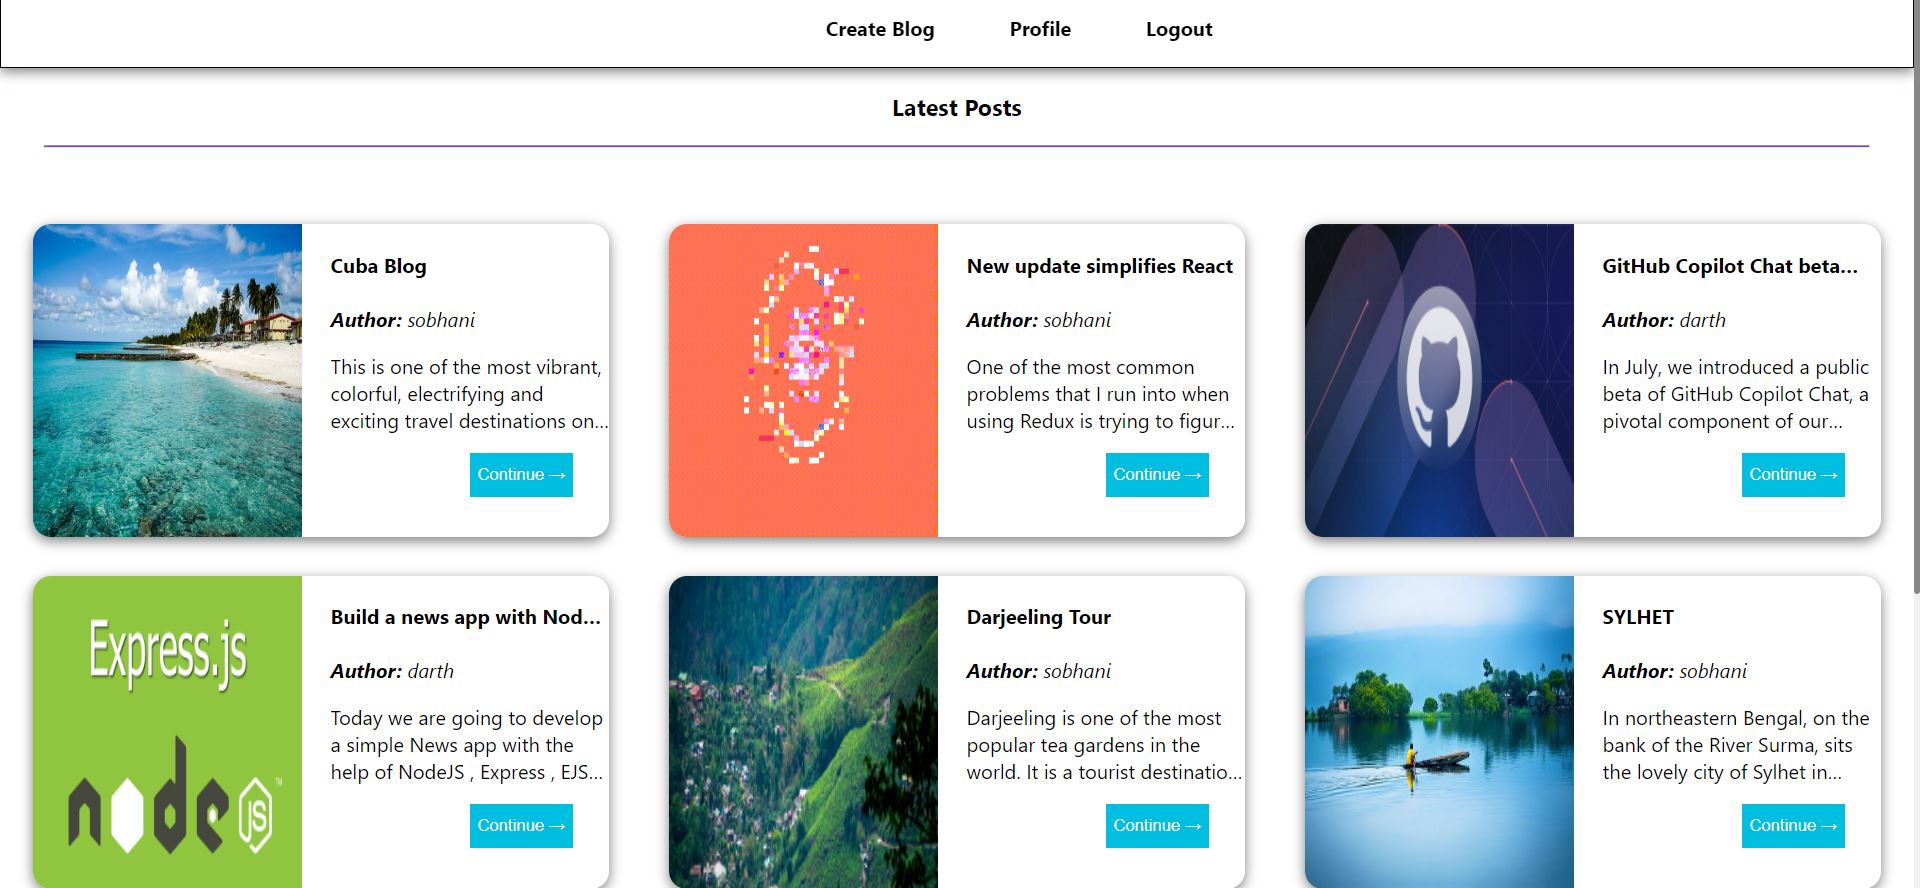 Create Blog
Profile
Logout
Latest Posts
Cuba Blog
Author: sobhani
This is one of the most vibrant,
colorful, electrifying and
exciting travel destinations on...
Continue →
New update simplifies React
Author: sobhani
One of the most common
problems that I run into when
using Redux is trying to figur...
Continue →
GitHub Copilot Chat beta...
Author: darth
In July, we introduced a public
beta of GitHub Copilot Chat, a
pivotal component of our...
Continue →
Express.js
node
JS
TM
Build a news app with Nod...
Author: darth
Today we are going to develop
a simple News app with the
help of NodeJS , Express , EJS...
Continue →
Darjeeling Tour
Author: sobhani
Darjeeling is one of the most
popular tea gardens in the
world. It is a tourist destinatio...
Continue →
SYLHET
Author: sobhani
In northeastern Bengal, on the
bank of the River Surma, sits
the lovely city of Sylhet in...
Continue →